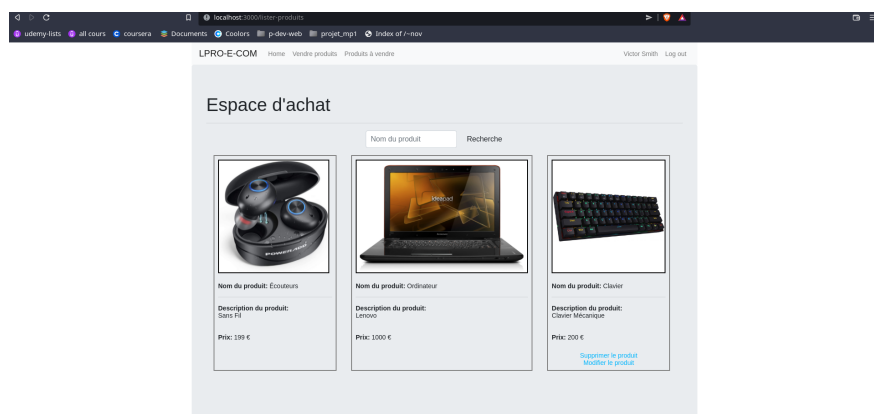 localhost:3000/lister-produits
udemy-lists all cours coursera Documents Coolors p-dev-web projet_mp1 Index of /~nov
LPRO-E-COM Home Vendre produits Produits à vendre Victor Smith Log out
Espace d'achat
Nom du produit Recherche
POWER-ADD
ideapad
Nom du produit: Écouteurs
Description du produit:
Sans Fil
Prix: 199 €
Nom du produit: Ordinateur
Description du produit:
Lenovo
Prix: 1000 €
Nom du produit: Clavier
Description du produit:
Clavier Mécanique
Prix: 200 €
Supprimer le produit
Modifier le produit